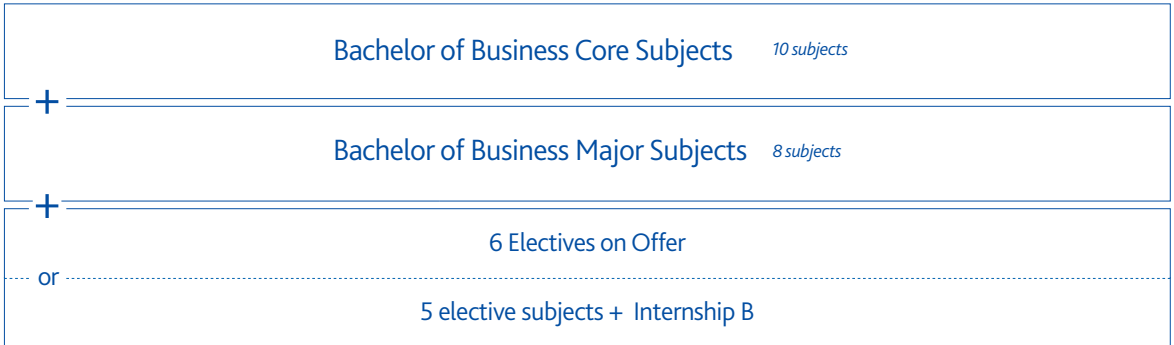 Bachelor of Business Core Subjects 10 subjects
+
Bachelor of Business Major Subjects 8 subjects
+
6 Electives on Offer
or
5 elective subjects + Internship B